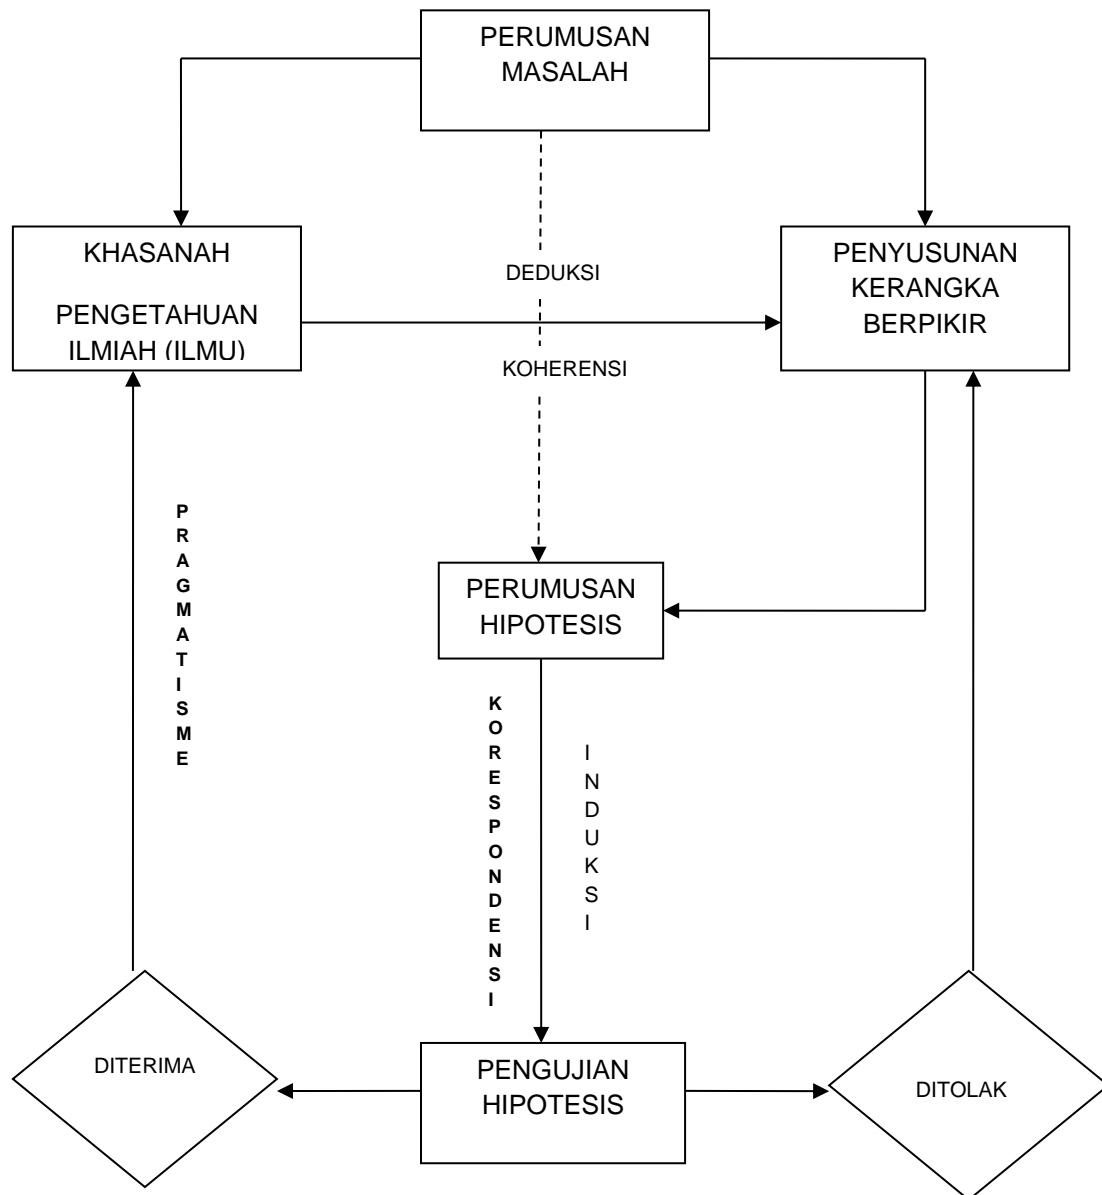 PERUMUSAN
MASALAH
KHASANAH
PENGETAHUAN
ILMIAH (ILMU)
PENYUSUNAN
KERANGKA
BERPIKIR
DEDUKSI
KOHERENSI
PRAGMATISME
PERUMUSAN
HIPOTESIS
KORESPONDENSI
INDUKSI
DITERIMA
PENGUJIAN
HIPOTESIS
DITOLAK